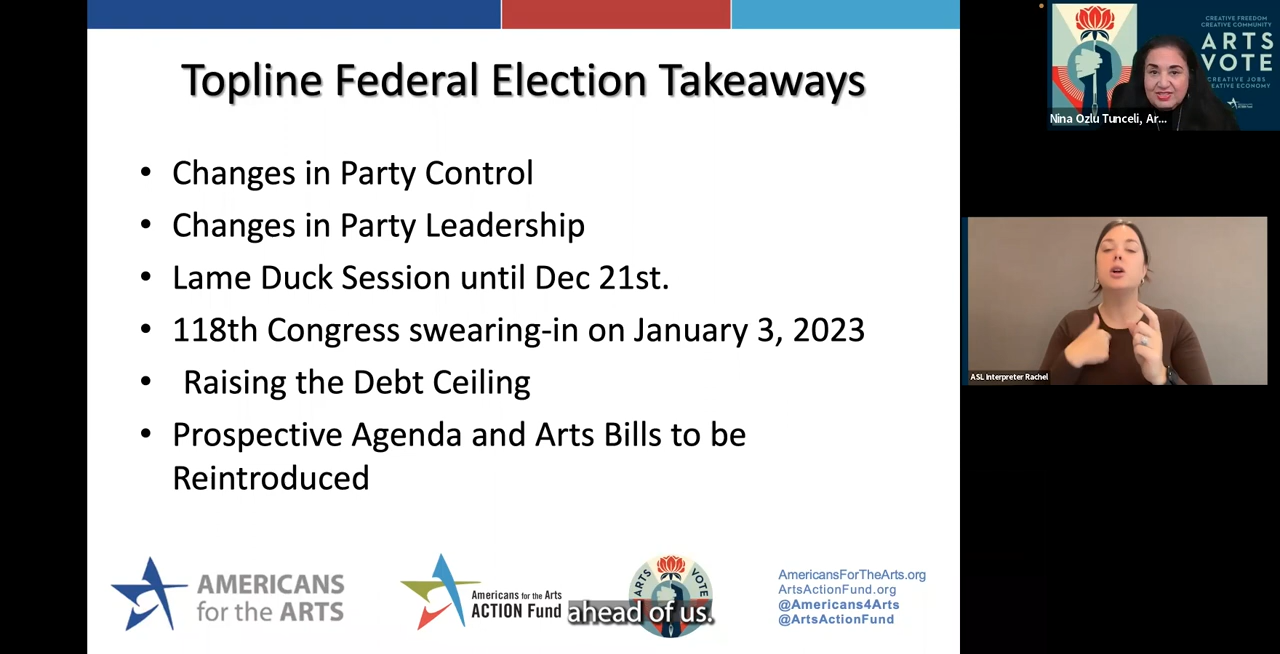 Topline Federal Election Takeaways
• Changes in Party Control
• Changes in Party Leadership
• Lame Duck Session until Dec 21st.
• 118th Congress swearing-in on January 3, 2023
• Raising the Debt Ceiling
• Prospective Agenda and Arts Bills to be
Reintroduced
AMERICANS
for the ARTS
Americans for the Arts
ACTION Fund
ARTS VOTE
ahead of us.
AmericansForTheArts.org
ArtsActionFund.org
@Americans4Arts
@ArtsActionFund
CREATIVE FREEDOM
CREATIVE COMMUNITY
ARTS
VOTE
CREATIVE JOBS
EATIVE ECONOMY
Nina Ozlu Tunceli, Ar...
ASL Interpreter Rachel